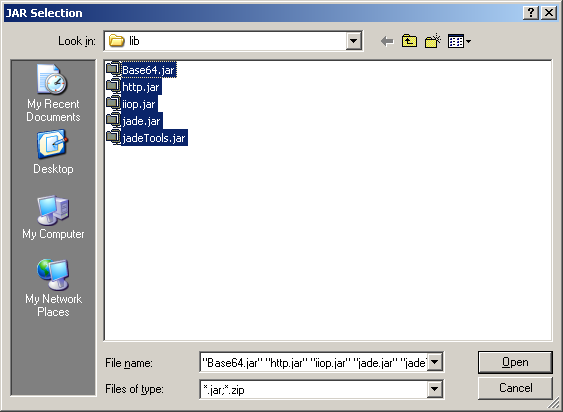 JAR Selection
Look in: lib
Base64.jar
http.jar
iiop.jar
jade.jar
jadeTools.jar
My Recent
Documents
Desktop
My Computer
My Network
Places
File name: "Base64.jar" "http.jar" "iiop.jar" "jade.jar" "jade
Open
Files of type: *.jar;*.zip
Cancel